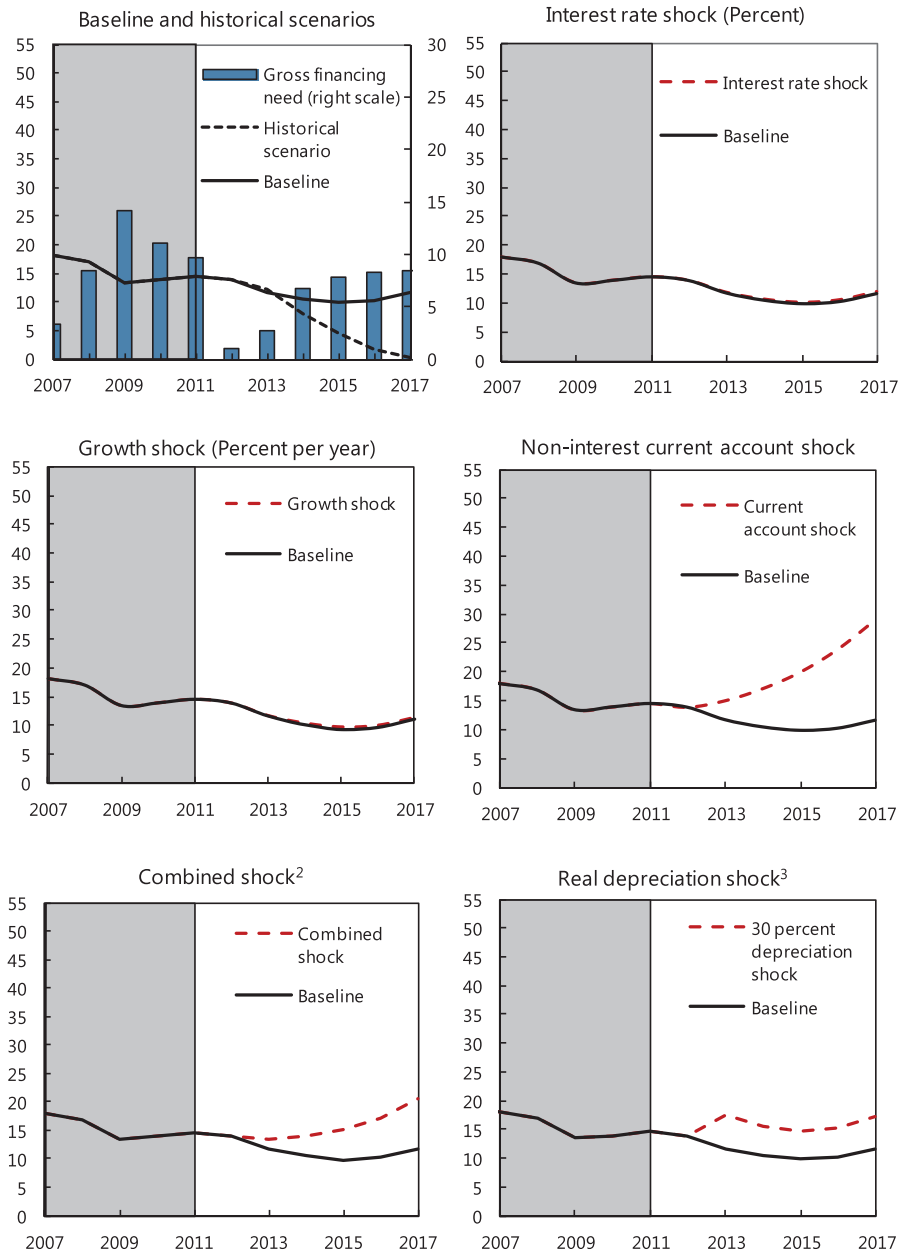 Baseline and historical scenarios
55
50
45
40
35
30
25
20
15
10
5
0
30
25
20
15
10
5
0
Gross financing
need (right scale)
Historical
scenario
Baseline
2007 2009 2011 2013 2015 2017
Interest rate shock (Percent)
55
50
45
40
35
30
25
20
15
10
5
0
Interest rate shock
Baseline
2007 2009 2011 2013 2015 2017
Growth shock (Percent per year)
55
50
45
40
35
30
25
20
15
10
5
0
Growth shock
Baseline
2007 2009 2011 2013 2015 2017
Non-interest current account shock
55
50
45
40
35
30
25
20
15
10
5
0
Current
account shock
Baseline
2007 2009 2011 2013 2015 2017
Combined shock²
55
50
45
40
35
30
25
20
15
10
5
0
Combined
shock
Baseline
2007 2009 2011 2013 2015 2017
Real depreciation shock³
55
50
45
40
35
30
25
20
15
10
5
0
30 percent
depreciation
shock
Baseline
2007 2009 2011 2013 2015 2017